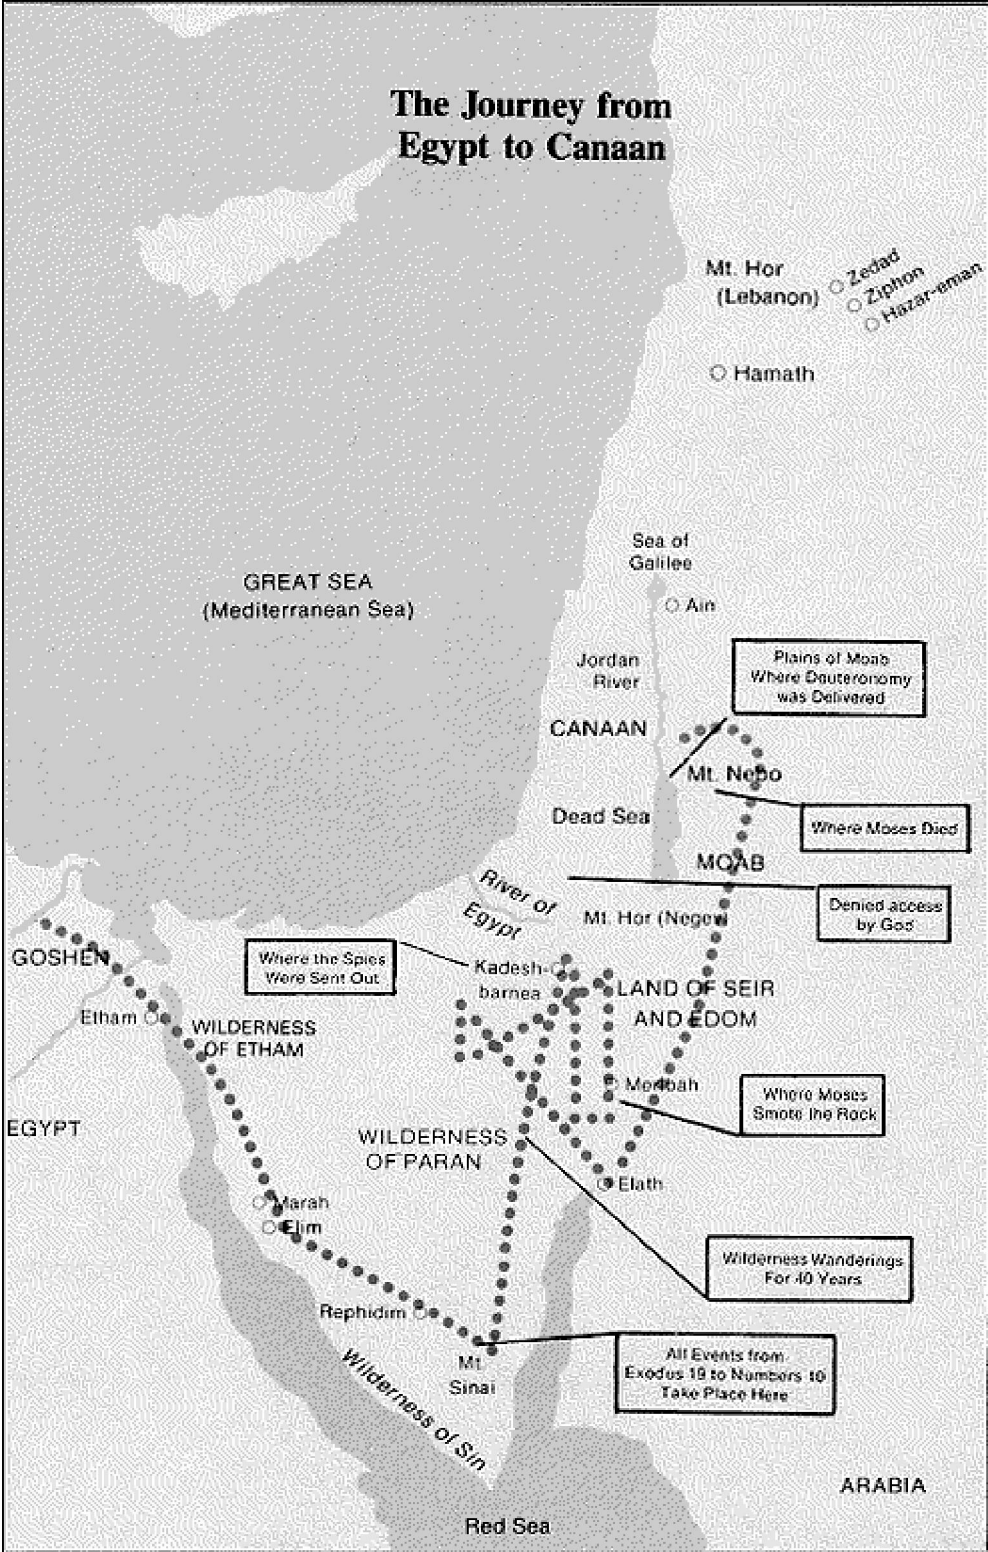 The Journey from
Egypt to Canaan
Mt. Hor
(Lebanon)
Zedad
Ziphon
Hazar-eman
Hamath
Sea of
Galilee
Ain
GREAT SEA
(Mediterranean Sea)
Jordan
River
Plains of Moab
Where Deuteronomy
was Delivered
CANAAN
Mt. Nebo
Dead Sea
Where Moses Died
MOAB
River of
Egypt
Mt. Hor (Negev)
Denied access
by God
GOSHEN
Where the Spies
Were Sent Out
Kadesh-
barnea
LAND OF SEIR
AND EDOM
Etham
WILDERNESS
OF ETHAM
Meribah
Where Moses
Smote the Rock
EGYPT
WILDERNESS
OF PARAN
Elath
Marah
Elim
Wilderness Wanderings
For 40 Years
Rephidim
Mt.
Sinai
All Events from
Exodus 19 to Numbers 10
Take Place Here
Wilderness of Sin
ARABIA
Red Sea